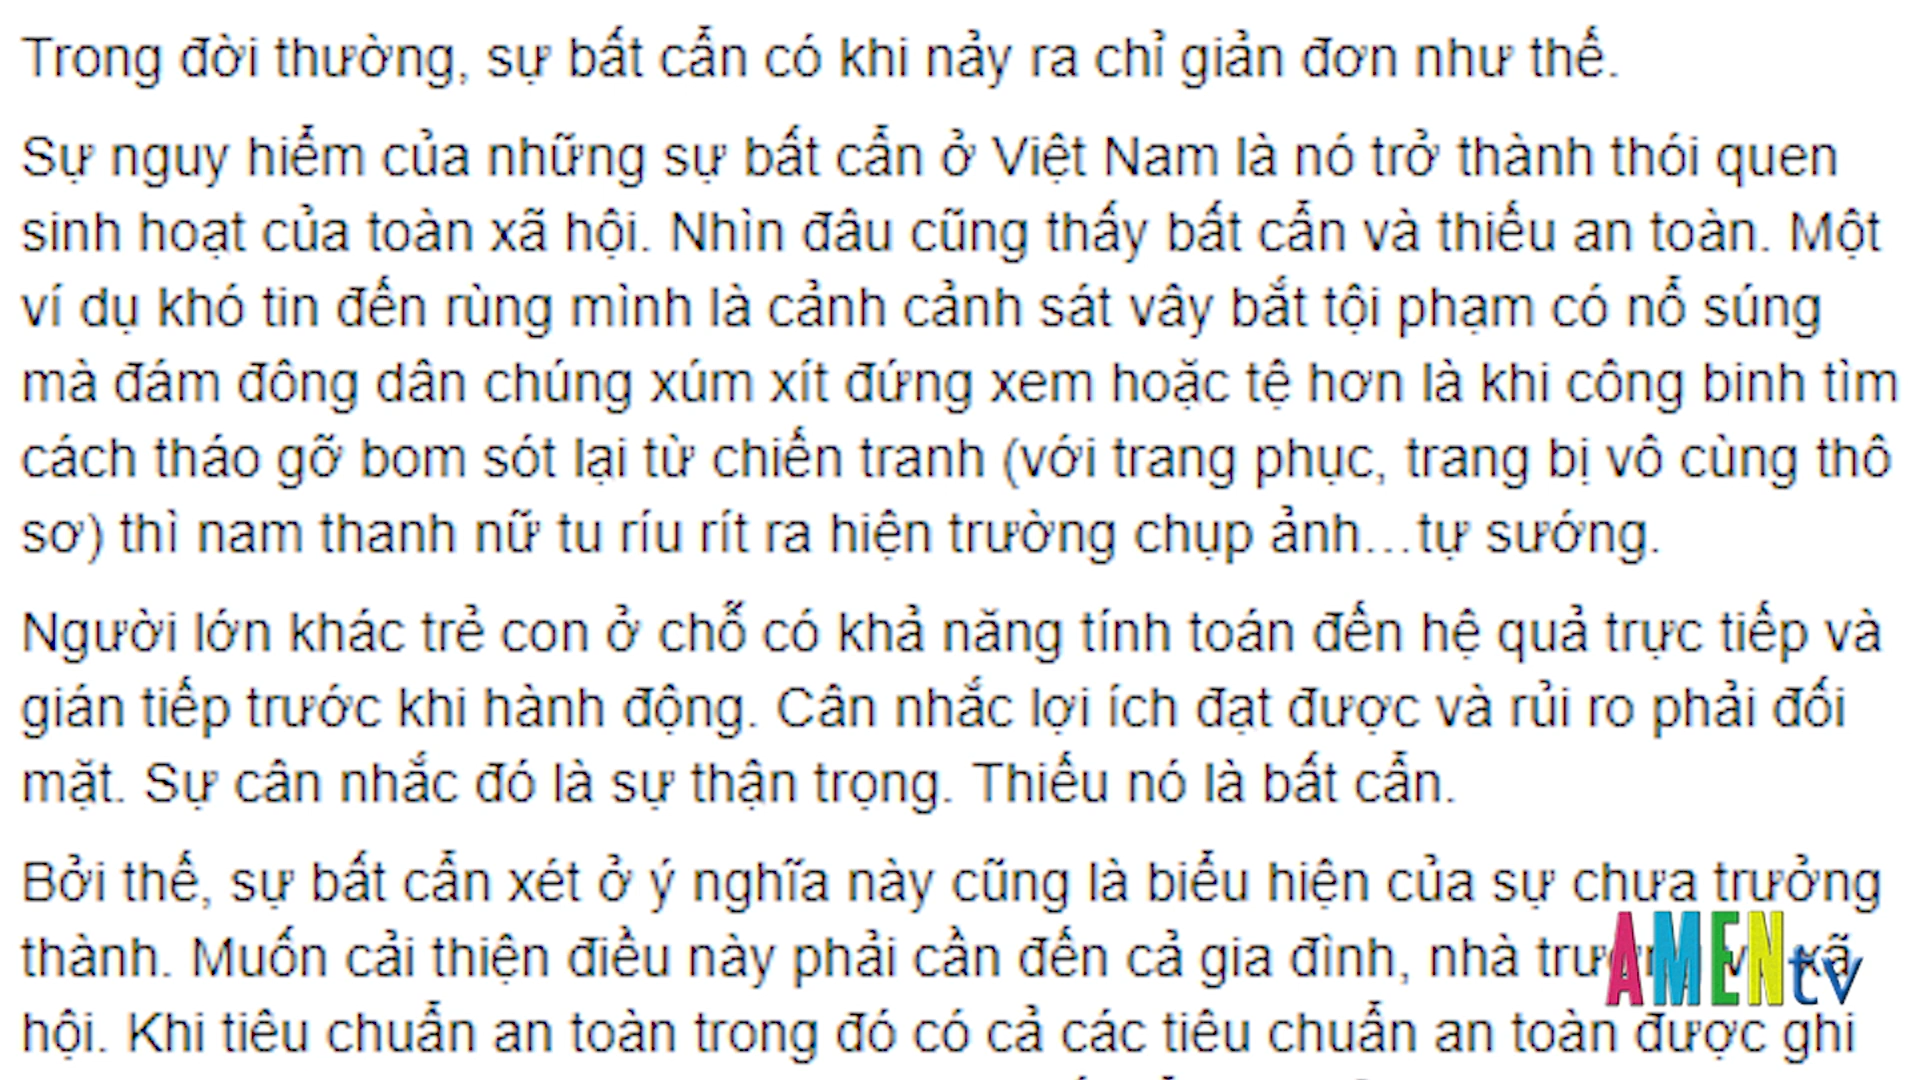 Trong đời thường, sự bất cẩn có khi nảy ra chỉ giản đơn như thế.
Sự nguy hiểm của những sự bất cẩn ở Việt Nam là nó trở thành thói quen
sinh hoạt của toàn xã hội. Nhìn đâu cũng thấy bất cẩn và thiếu an toàn. Một
ví dụ khó tin đến rùng mình là cảnh cảnh sát vây bắt tội phạm có nổ súng
mà đám đông dân chúng xúm xít đứng xem hoặc tệ hơn là khi công binh tìm
cách tháo gỡ bom sót lại từ chiến tranh (với trang phục, trang bị vô cùng thô
sơ) thì nam thanh nữ tu ríu rít ra hiện trường chụp ảnh...tự sướng.
Người lớn khác trẻ con ở chỗ có khả năng tính toán đến hệ quả trực tiếp và
gián tiếp trước khi hành động. Cân nhắc lợi ích đạt được và rủi ro phải đối
mặt. Sự cân nhắc đó là sự thận trọng. Thiếu nó là bất cẩn.
Bởi thế, sự bất cẩn xét ở ý nghĩa này cũng là biểu hiện của sự chưa trưởng
thành. Muốn cải thiện điều này phải cần đến cả gia đình, nhà xã
hội. Khi tiêu chuẩn an toàn trong đó có cả các tiêu chuẩn an toàn được ghi
AMENtv